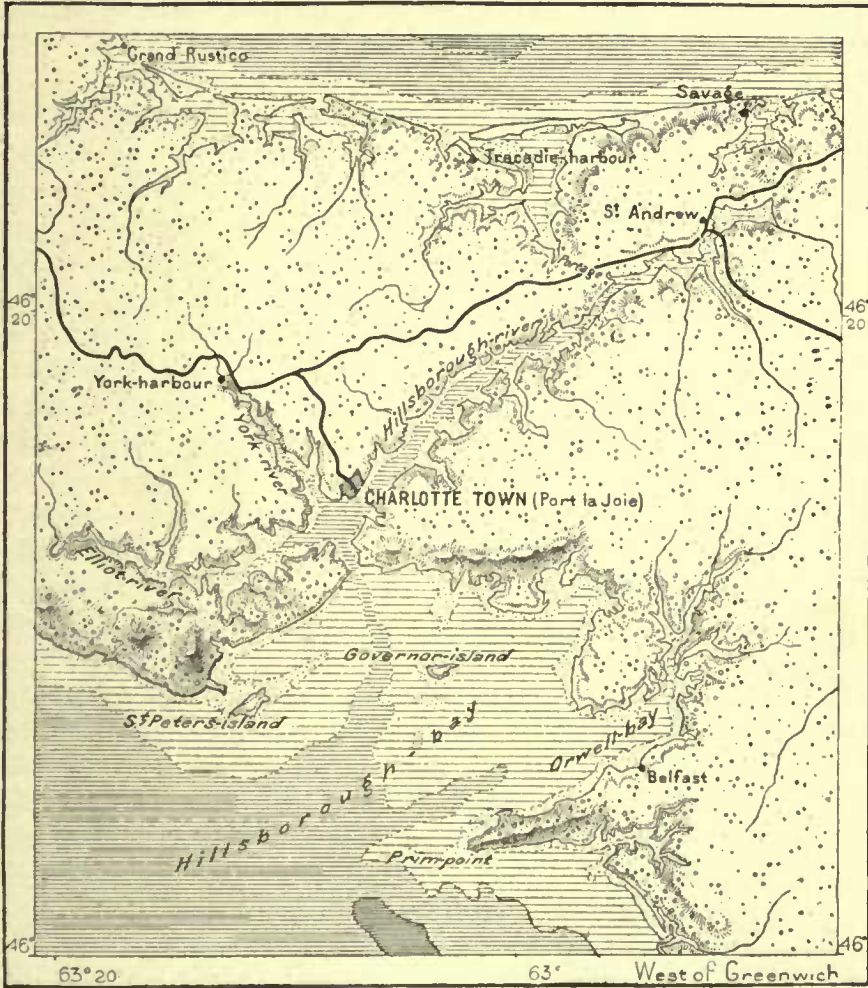 Grand-Rustico
Savage
Tracadie-harbour
St Andrew
Portage
46°
20'
46°
20
Hillsborough-river
York-harbour
York river
CHARLOTTE TOWN (Port la Joie)
Elliot-river
Governor-island
St Peters-island
Orwell-bay
Belfast
Hillsborough-bay
Prim-point
46°
46°
63° 20
63°
West of Greenwich